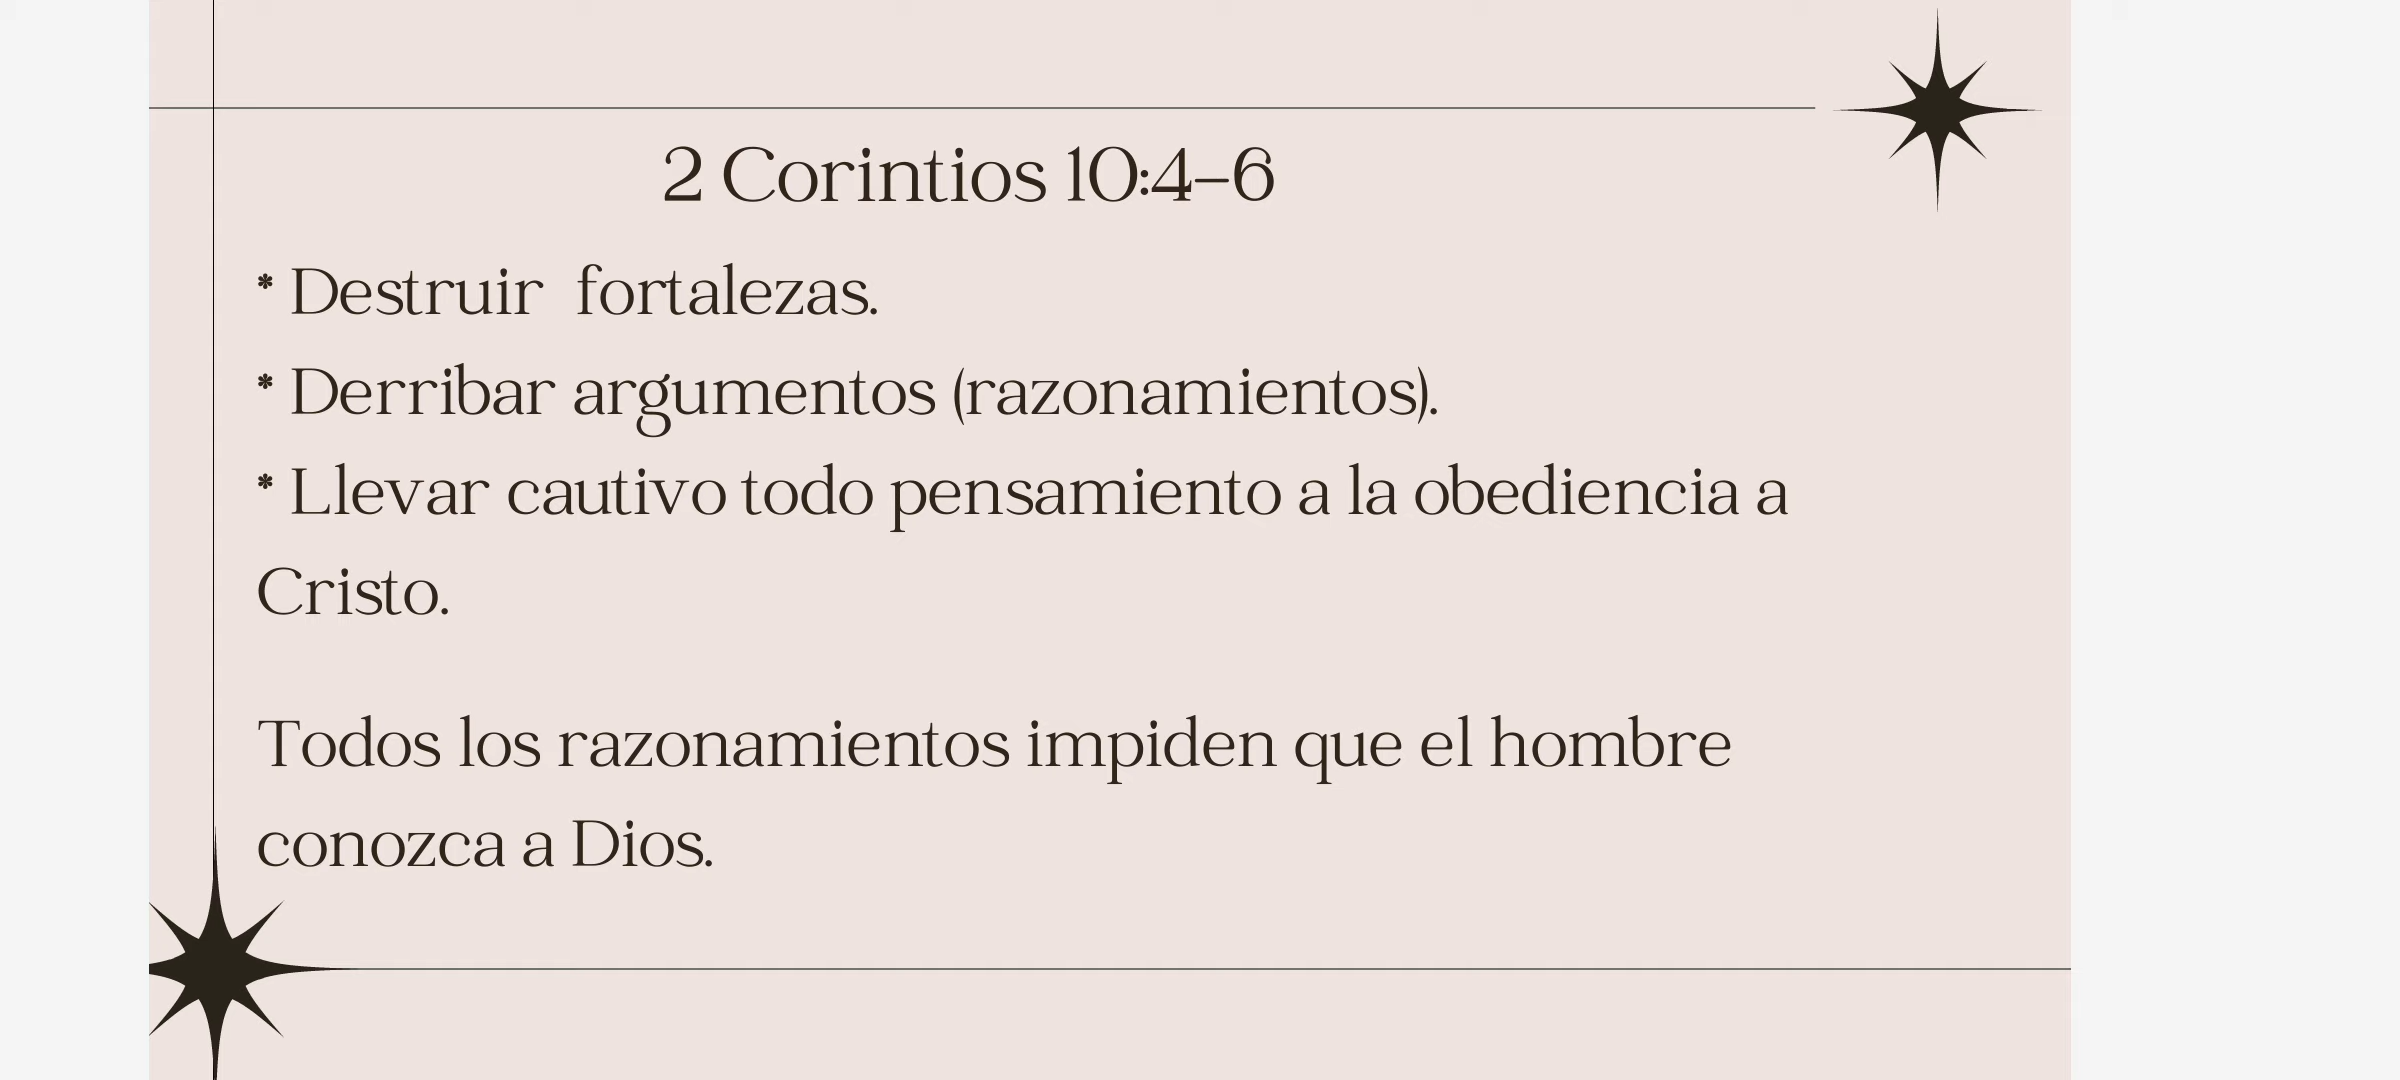 2 Corintios 10:4–6
* Destruir  fortalezas.
* Derribar argumentos (razonamientos).
* Llevar cautivo todo pensamiento a la obediencia a
Cristo.
Todos los razonamientos impiden que el hombre
conozca a Dios.